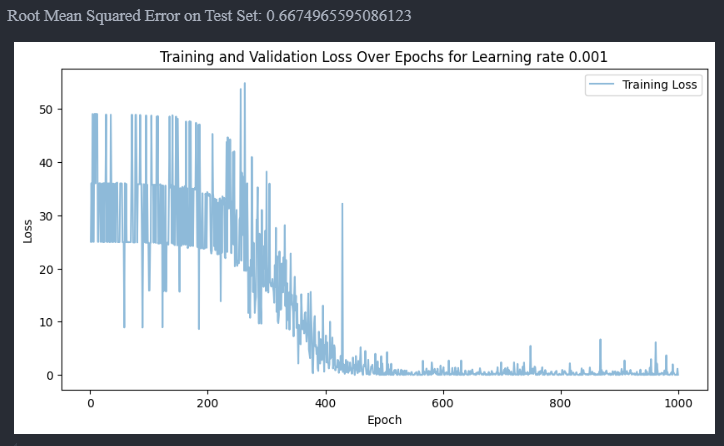 Root Mean Squared Error on Test Set: 0.6674965595086123
Training and Validation Loss Over Epochs for Learning rate 0.001
Training Loss
50
40
30
20
10
0
Loss
0 200 400 600 800 1000
Epoch